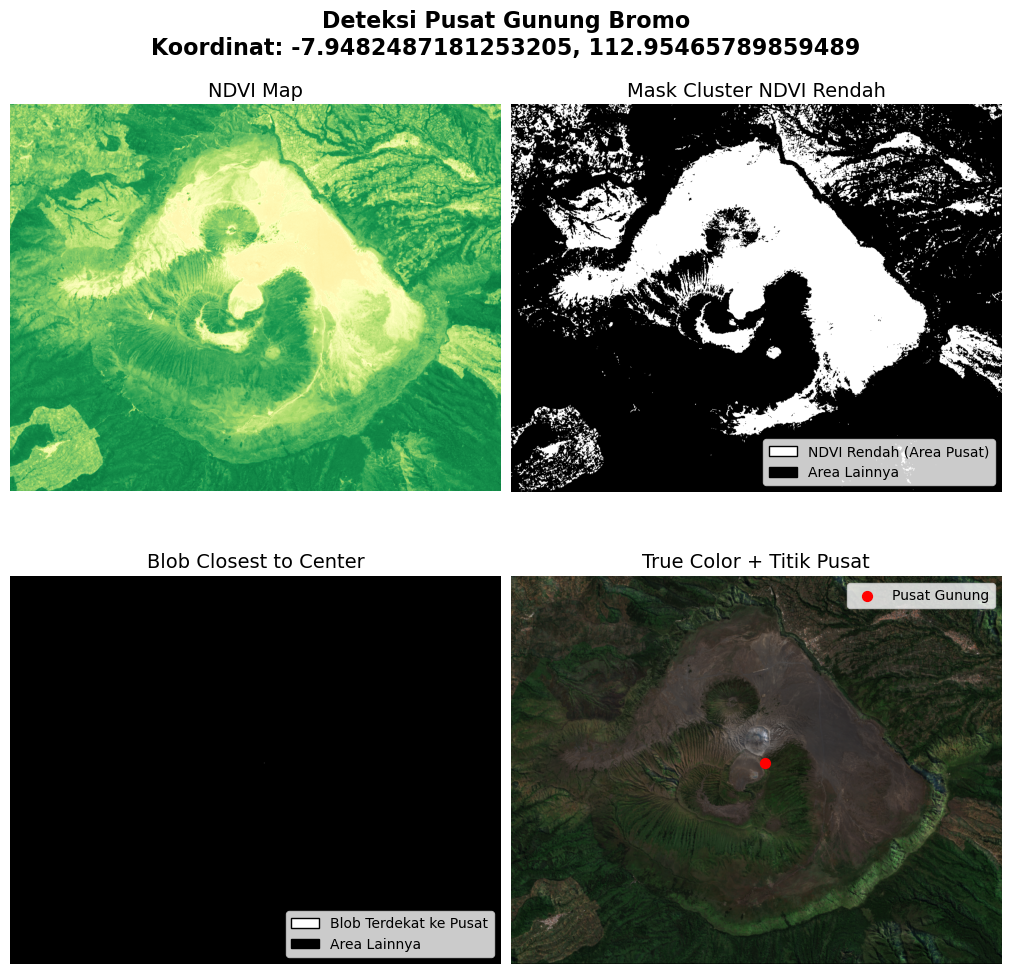 Deteksi Pusat Gunung Bromo
Koordinat: -7.9482487181253205, 112.95465789859489
NDVI Map
Mask Cluster NDVI Rendah
NDVI Rendah (Area Pusat)
Area Lainnya
Blob Closest to Center
True Color + Titik Pusat
Blob Terdekat ke Pusat
Area Lainnya
Pusat Gunung